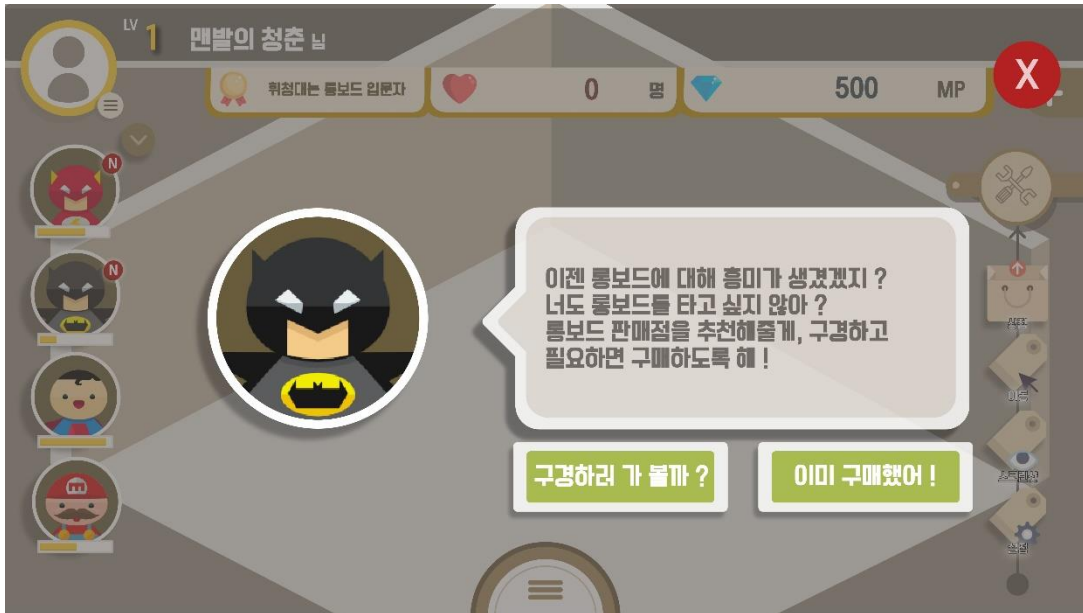 LV 1 맨발의 청춘 님
휘청대는 롱보드 입문자
0 명
500 MP
X
N
N
이젠 롱보드에 대해 흥미가 생겼겠지 ?
너도 롱보드를 타고 싶지 않아 ?
롱보드 판매점을 추천해줄게, 구경하고
필요하면 구매하도록 해 !
구경하러 가 볼까 ?
이미 구매했어 !